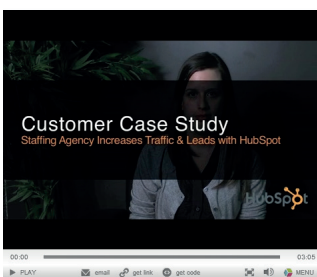 Customer Case Study
Staffing Agency Increases Traffic & Leads with HubSpot
HubSpot
00:00 03:05
PLAY email get link get code MENU